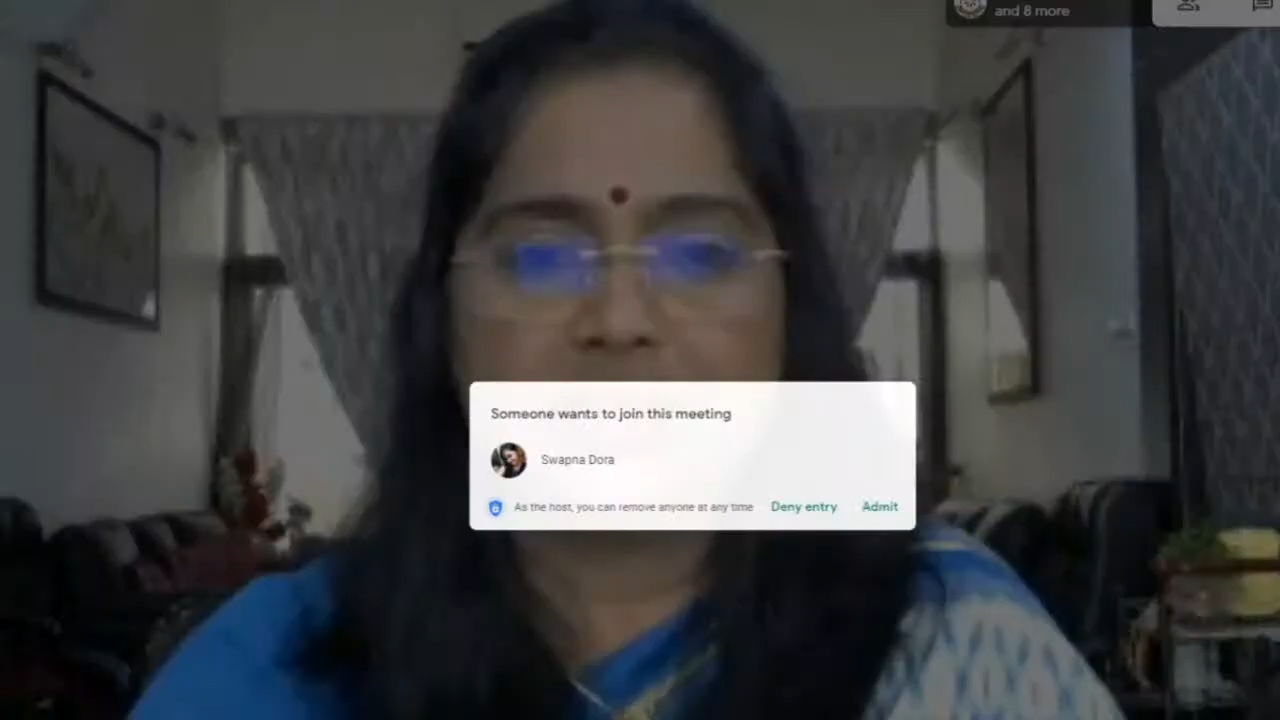 and 8 more
Someone wants to join this meeting
Swapna Dora
As the host, you can remove anyone at any time Deny entry Admit